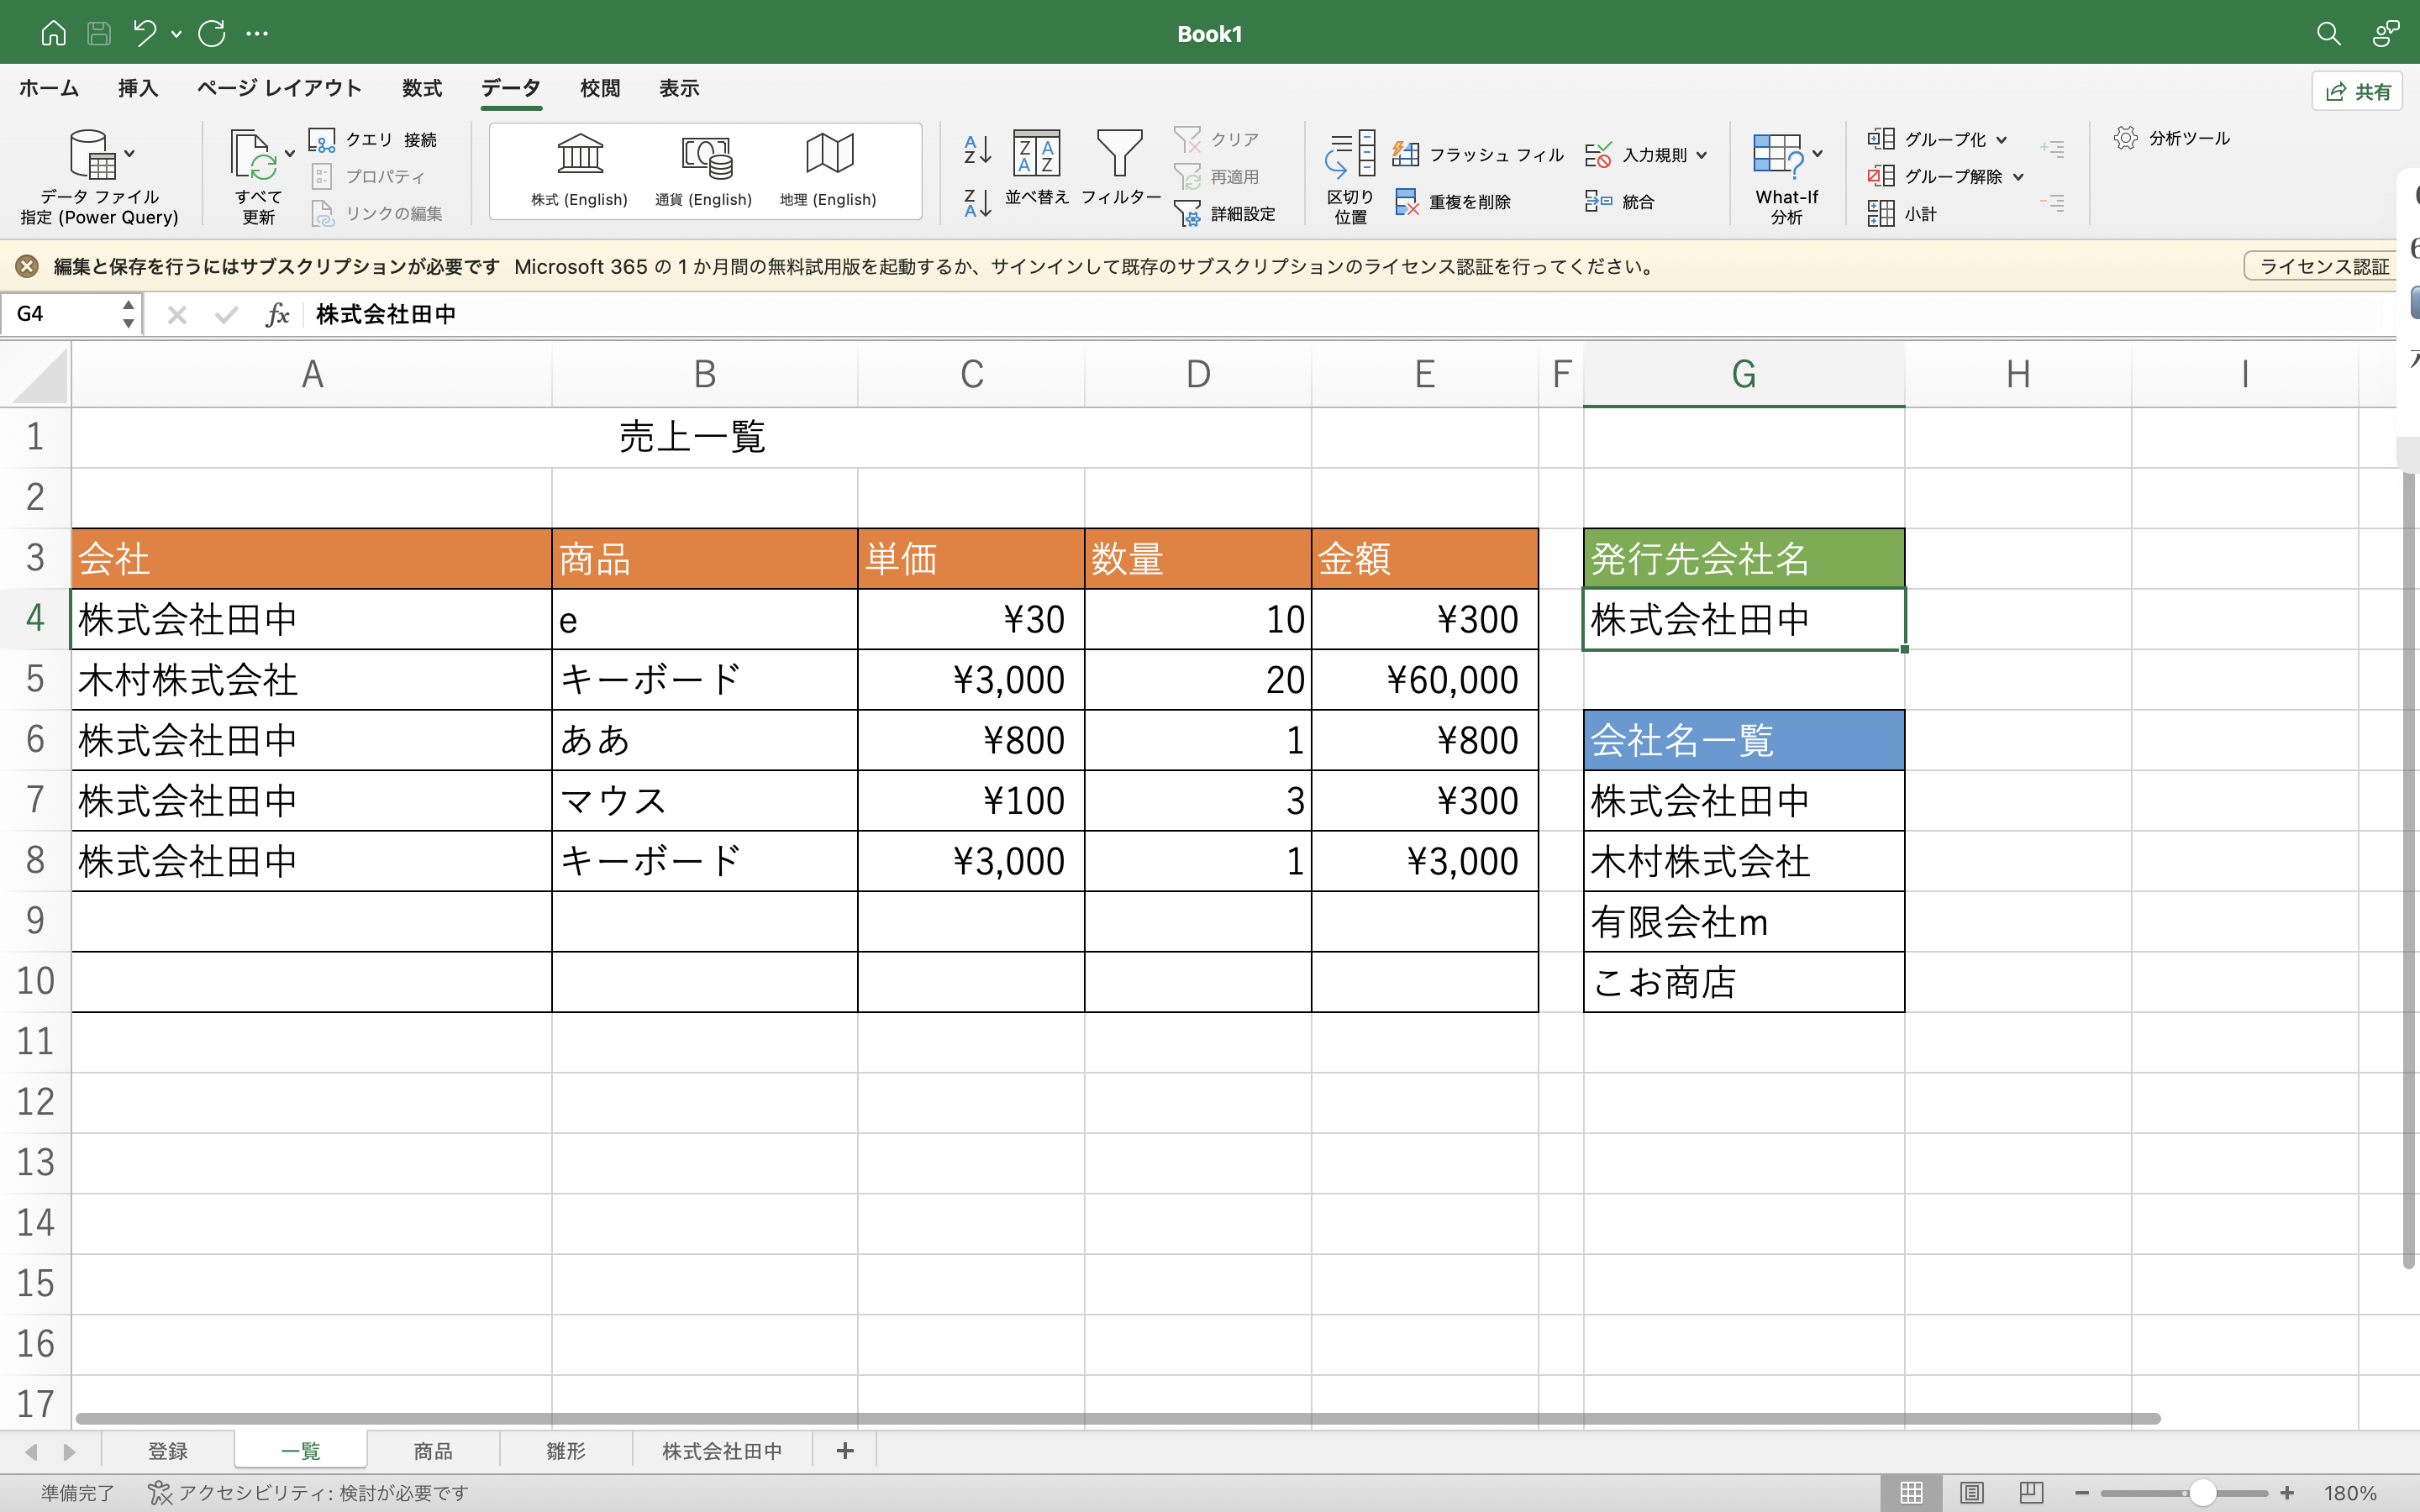 Book1
ホーム 挿入 ページ レイアウト 数式 データ 校閲 表示 共有
データ ファイル
指定 (Power Query)
すべて
更新
クエリ 接続
プロパティ
リンクの編集
株式 (English) 通貨 (English) 地理 (English)
並べ替え フィルター
クリア
再適用
詳細設定
区切り
位置
フラッシュ フィル
重複を削除
入力規則
統合
What-If
分析
グループ化
グループ解除
小計
分析ツール
編集と保存を行うにはサブスクリプションが必要です Microsoft 365 の 1 か月間の無料試用版を起動するか、サインインして既存のサブスクリプションのライセンス認証を行ってください。 ライセンス認証
G4 fx 株式会社田中
A B C D E F G H I
1 売上一覧
2
3 会社 商品 単価 数量 金額 発行先会社名
4 株式会社田中 e ¥30 10 ¥300 株式会社田中
5 木村株式会社 キーボード ¥3,000 20 ¥60,000
6 株式会社田中 ああ ¥800 1 ¥800 会社名一覧
7 株式会社田中 マウス ¥100 3 ¥300 株式会社田中
8 株式会社田中 キーボード ¥3,000 1 ¥3,000 木村株式会社
9 有限会社m
10 こお商店
11
12
13
14
15
16
17
登録 一覧 商品 雛形 株式会社田中 +
準備完了 アクセシビリティ: 検討が必要です 180%